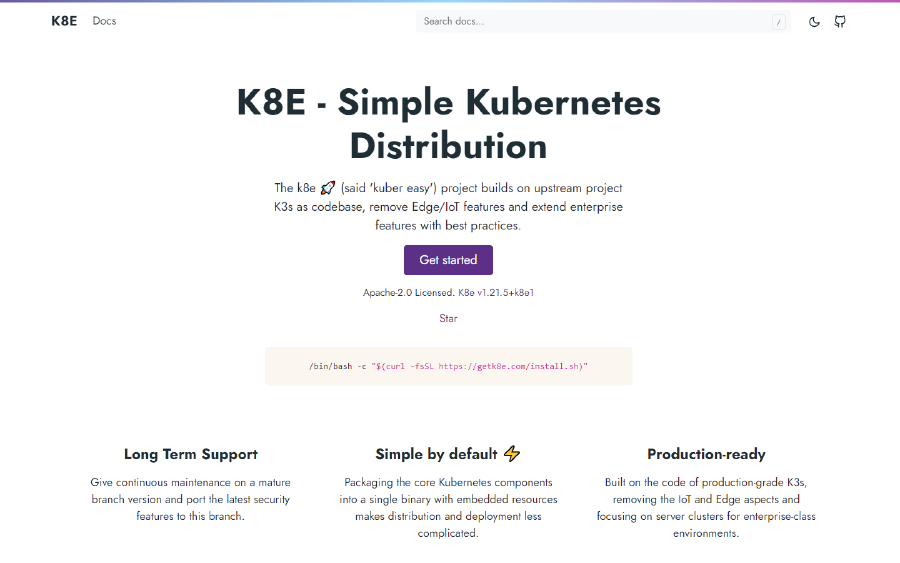 K8E Docs Search docs... /
K8E - Simple Kubernetes
Distribution
The k8e 🚀 (said 'kuber easy') project builds on upstream project
K3s as codebase, remove Edge/IoT features and extend enterprise
features with best practices.
Get started
Apache-2.0 Licensed. K8e v1.21.5+k8e1
Star
/bin/bash -c "$(curl -fsSL https://getk8e.com/install.sh)"
Long Term Support
Give continuous maintenance on a mature
branch version and port the latest security
features to this branch.
Simple by default ⚡
Packaging the core Kubernetes components
into a single binary with embedded resources
makes distribution and deployment less
complicated.
Production-ready
Built on the code of production-grade K3s,
removing the IoT and Edge aspects and
focusing on server clusters for enterprise-class
environments.